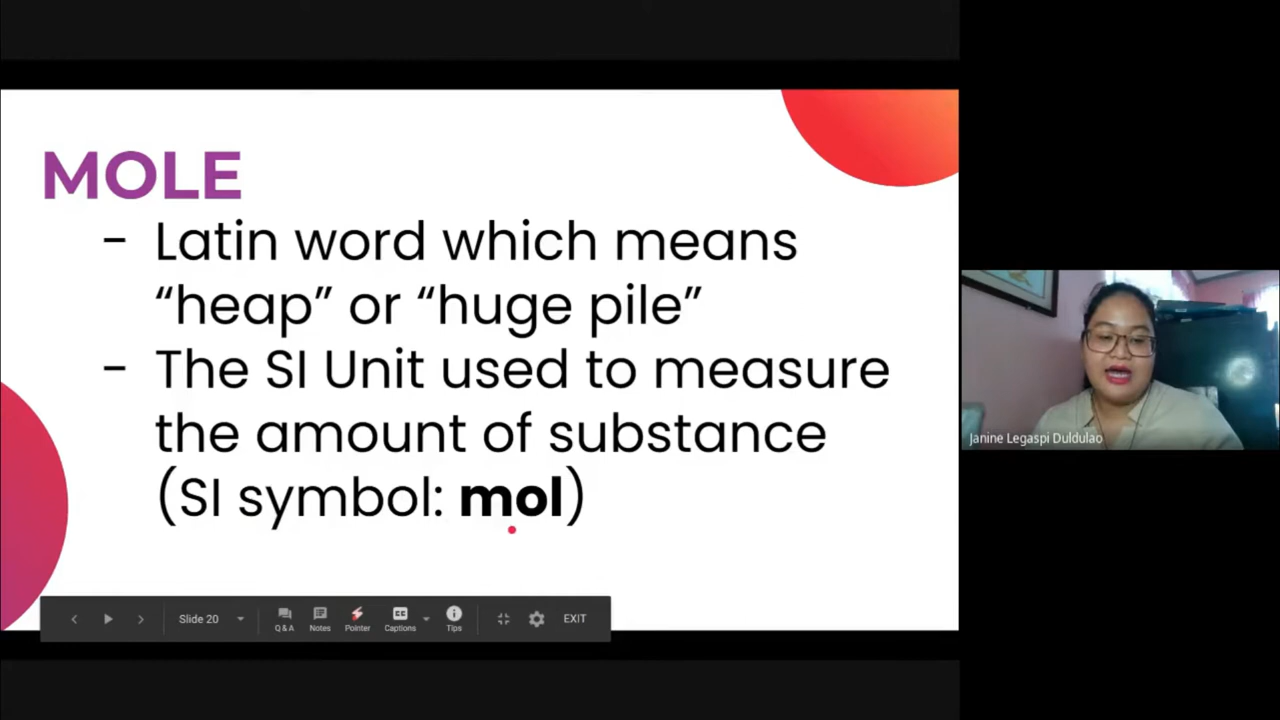 MOLE
- Latin word which means
“heap” or “huge pile”
- The SI Unit used to measure
the amount of substance
(SI symbol: mol)
Janine Legaspi Duldulao
Slide 20
Q & A
Notes
Pointer
CC
Captions
Tips
EXIT